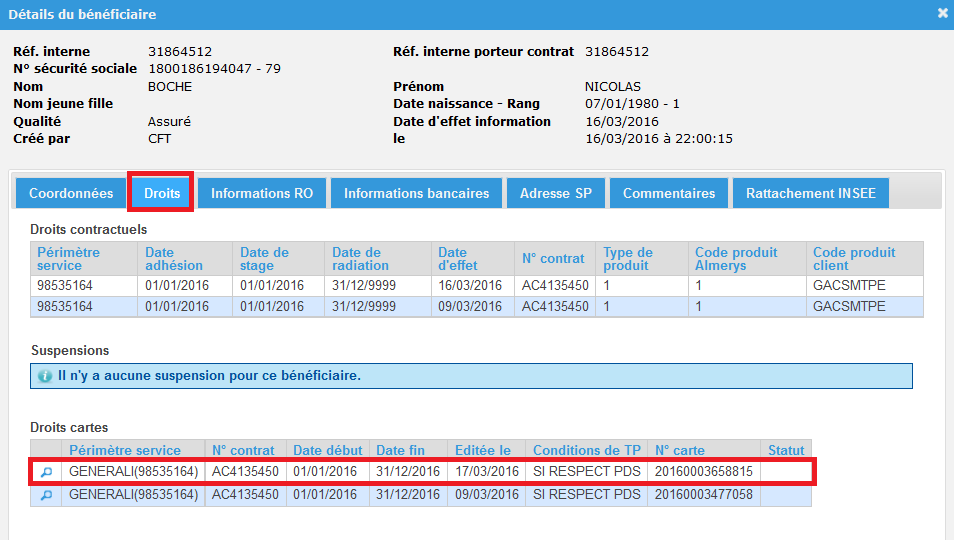 Détails du bénéficiaire
Réf. interne 31864512 Réf. interne porteur contrat 31864512
N° sécurité sociale 1800186194047 - 79
Nom BOCHE Prénom NICOLAS
Nom jeune fille Date naissance - Rang 07/01/1980 - 1
Qualité Assuré Date d'effet information 16/03/2016
Créé par CFT le 16/03/2016 à 22:00:15
Coordonnées Droits Informations RO Informations bancaires Adresse SP Commentaires Rattachement INSEE
Droits contractuels
Périmètre service Date adhésion Date de stage Date de radiation Date d'effet N° contrat Type de produit Code produit Almerys Code produit client
98535164 01/01/2016 01/01/2016 31/12/9999 16/03/2016 AC4135450 1 1 GACSMTPE
98535164 01/01/2016 01/01/2016 31/12/9999 09/03/2016 AC4135450 1 1 GACSMTPE
Suspensions
Il n'y a aucune suspension pour ce bénéficiaire.
Droits cartes
Périmètre service N° contrat Date début Date fin Editée le Conditions de TP N° carte Statut
GENERALI(98535164) AC4135450 01/01/2016 31/12/2016 17/03/2016 SI RESPECT PDS 20160003658815
GENERALI(98535164) AC4135450 01/01/2016 31/12/2016 09/03/2016 SI RESPECT PDS 20160003477058